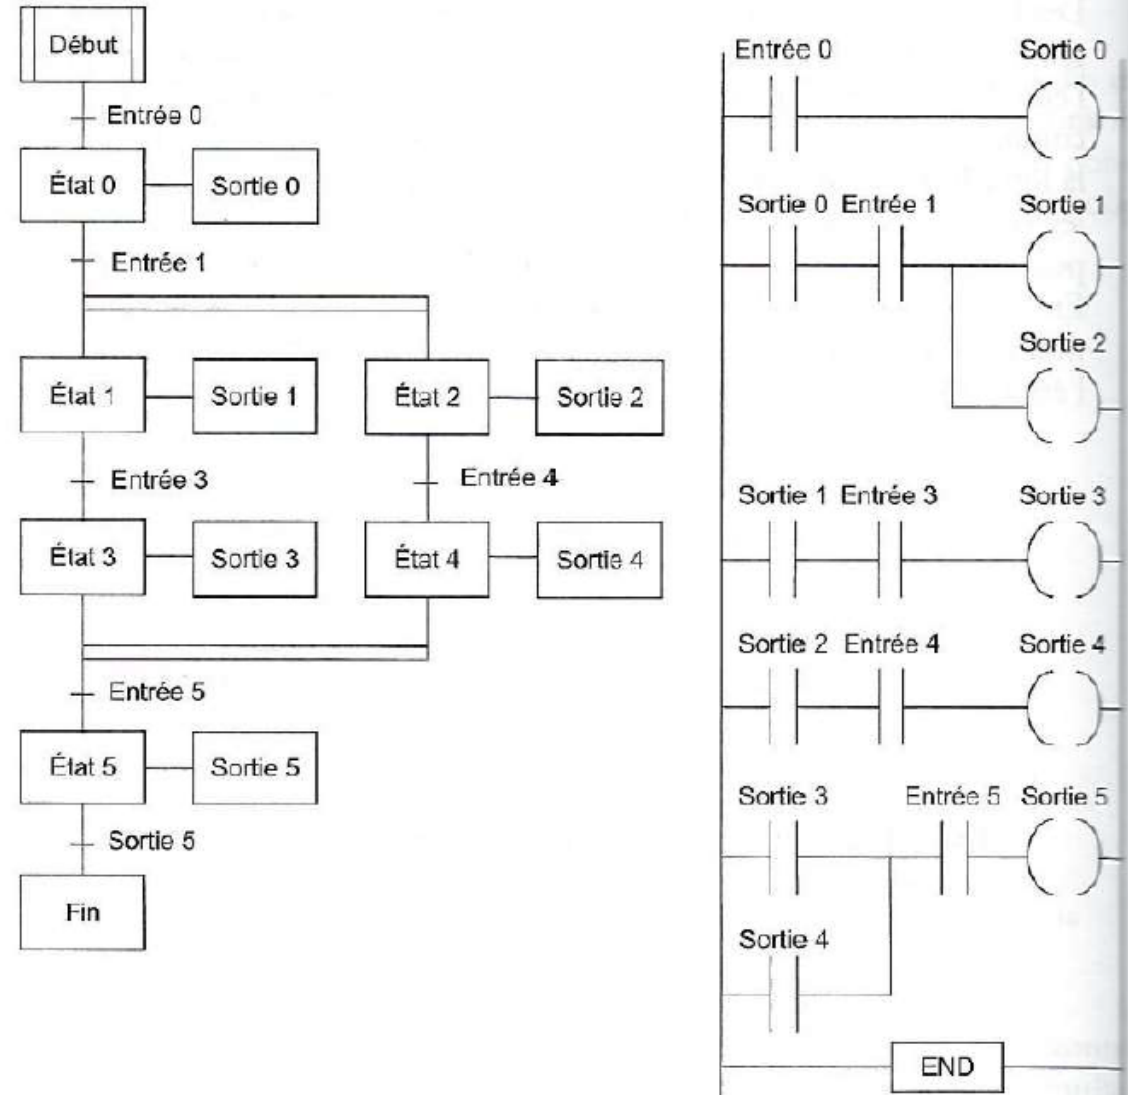 Début
Entrée 0
État 0 Sortie 0
Entrée 1
État 1 Sortie 1 État 2 Sortie 2
Entrée 3 Entrée 4
État 3 Sortie 3 État 4 Sortie 4
Entrée 5
État 5 Sortie 5
Sortie 5
Fin
Entrée 0 Sortie 0
Sortie 0 Entrée 1 Sortie 1
Sortie 2
Sortie 1 Entrée 3 Sortie 3
Sortie 2 Entrée 4 Sortie 4
Sortie 3 Entrée 5 Sortie 5
Sortie 4
END